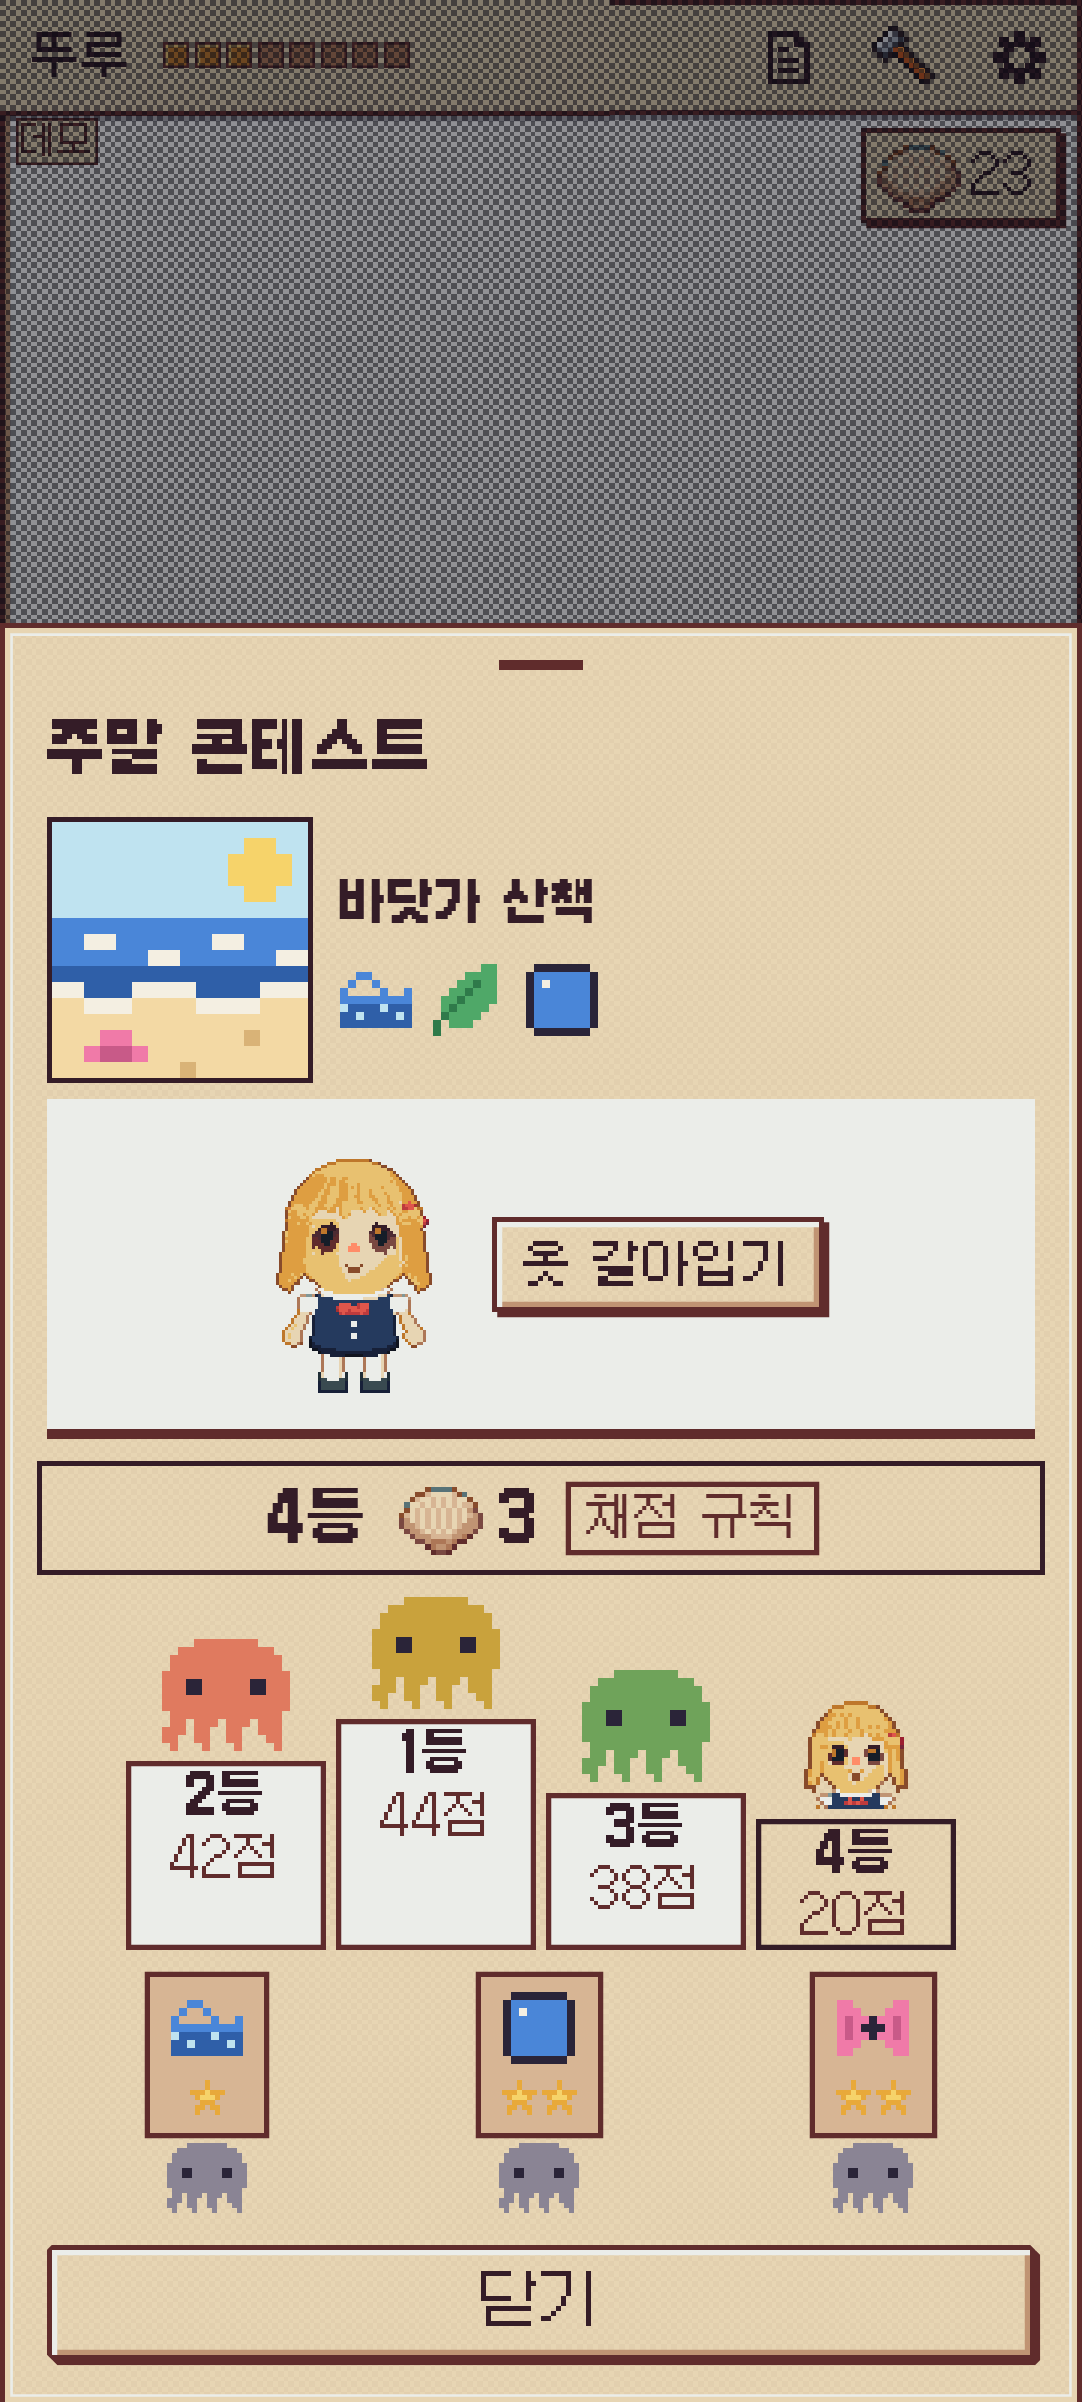 뚜루
데모
23
주말 콘테스트
바닷가 산책
옷 갈아입기
4등 3 채점 규칙
1등
44점
2등
42점
3등
38점
4등
20점
닫기